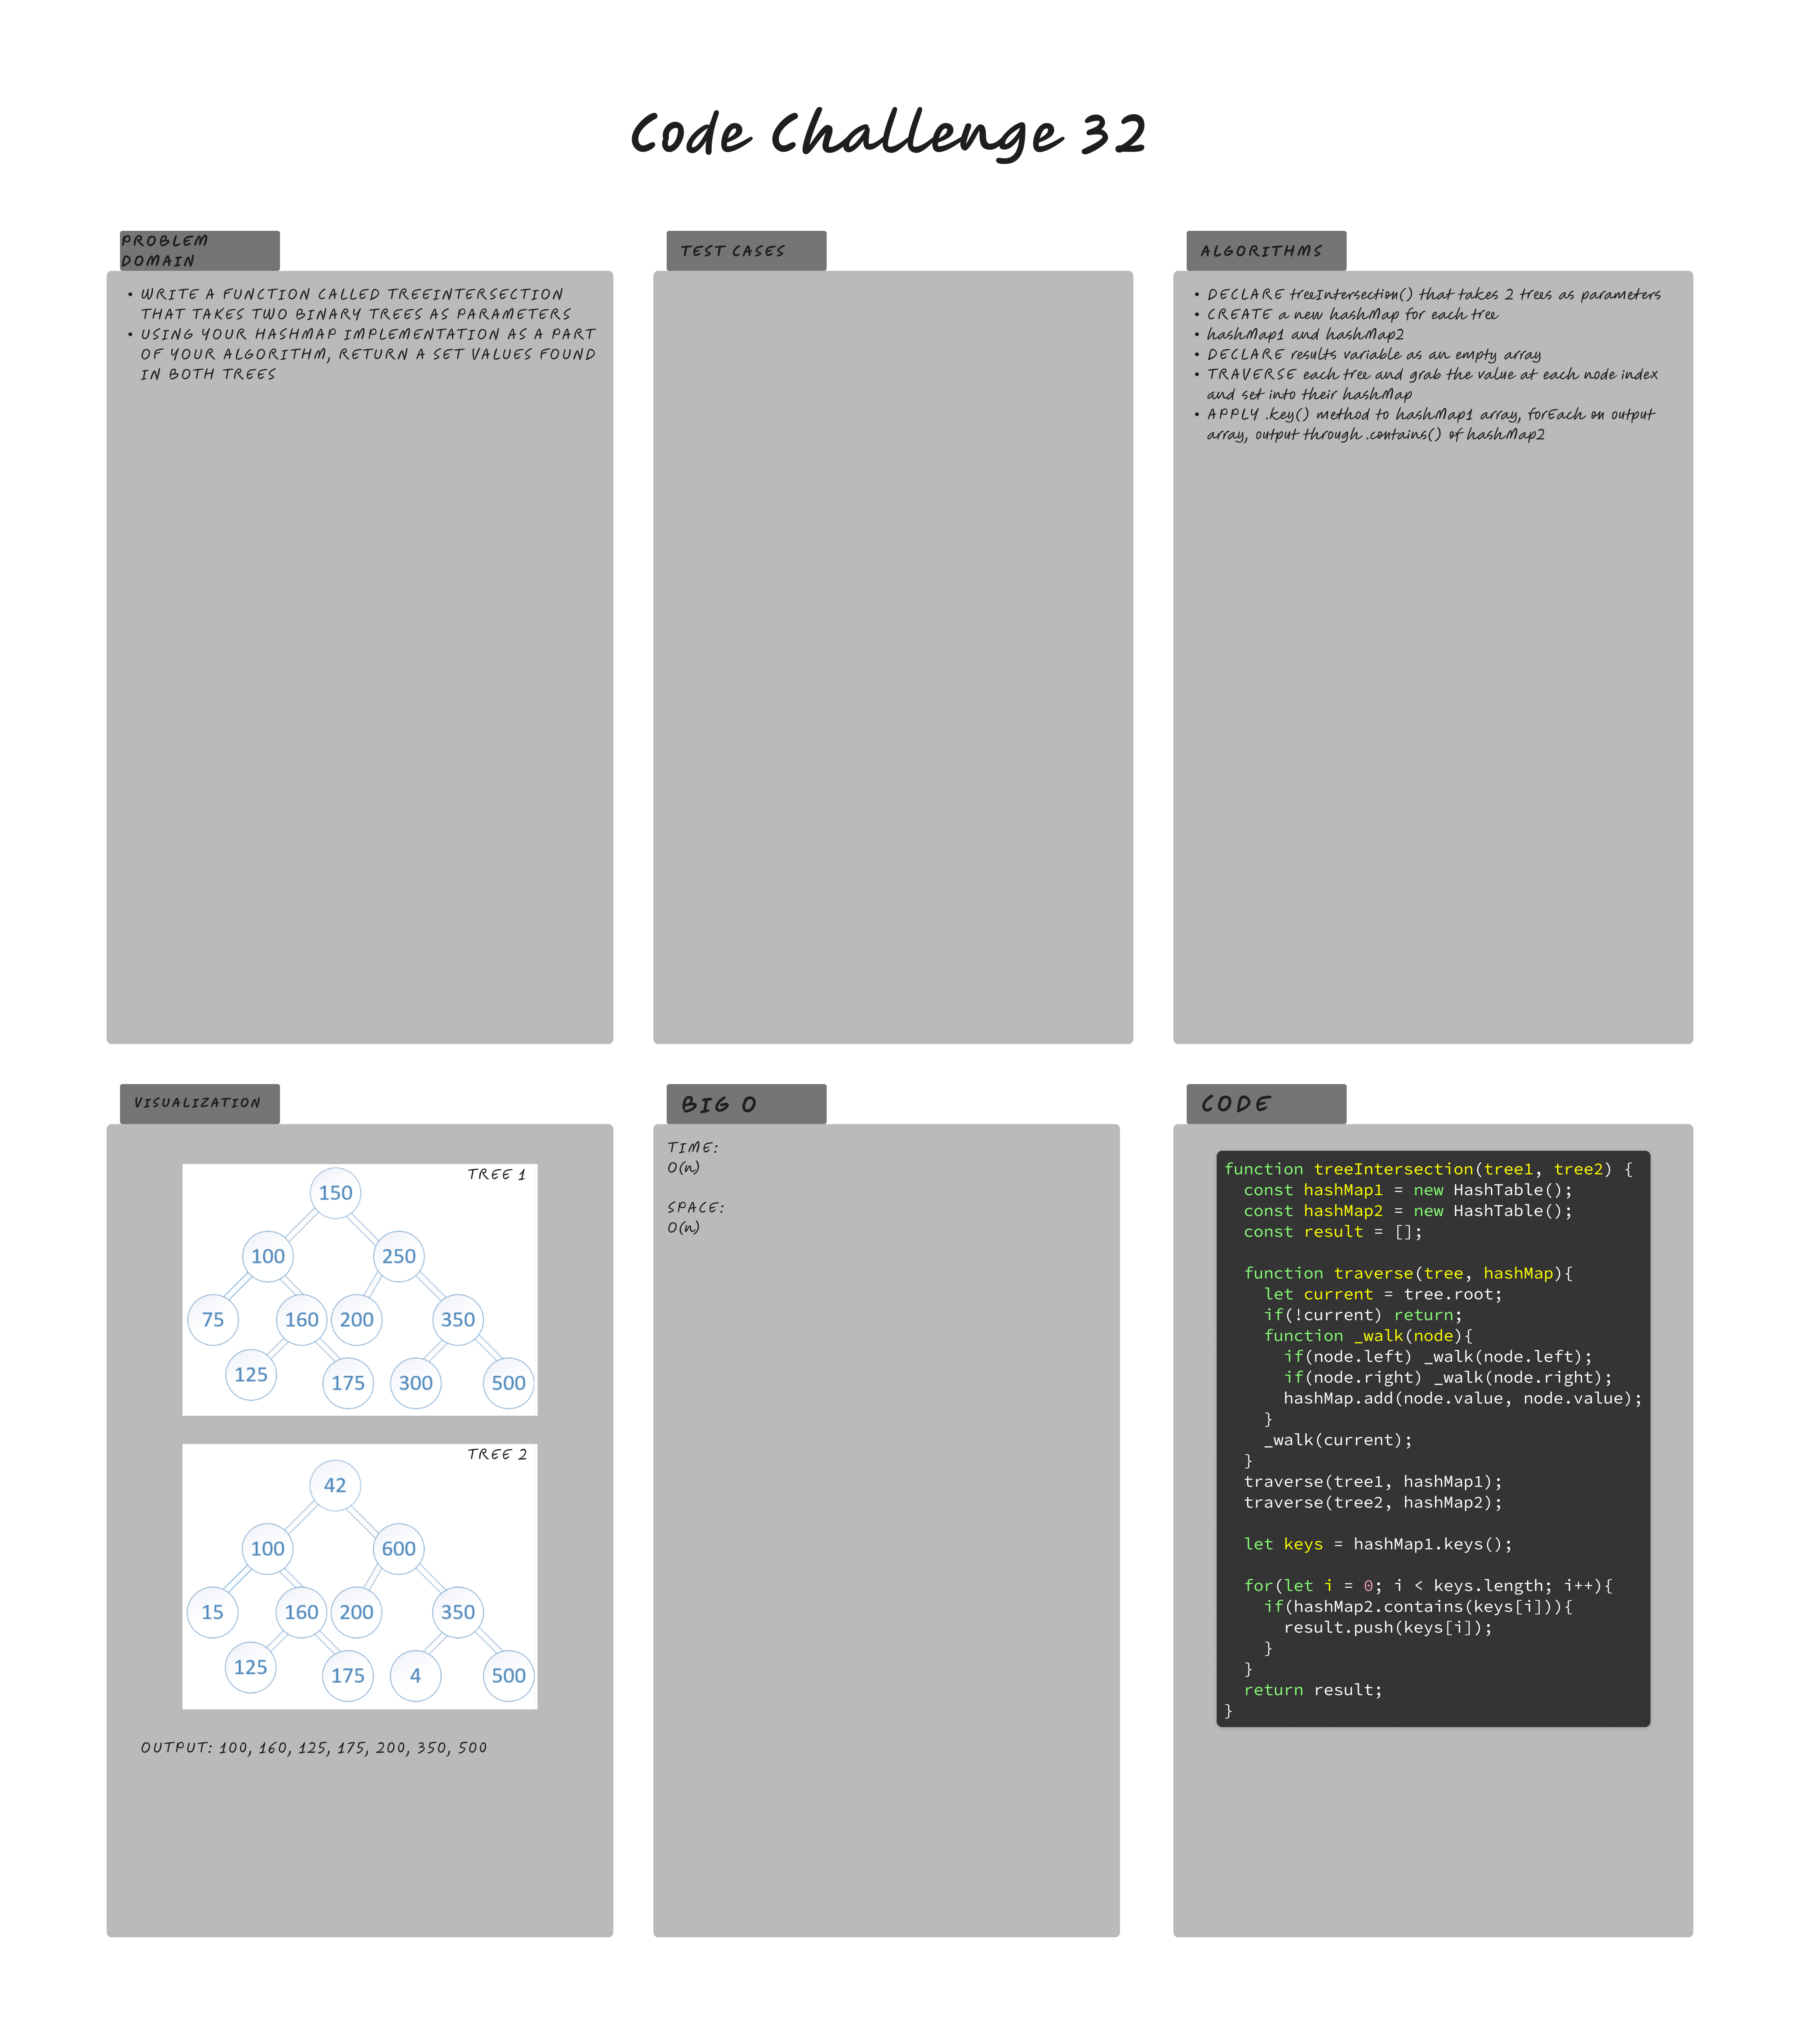 Code Challenge 32
PROBLEM
DOMAIN
• WRITE A FUNCTION CALLED TREEINTERSECTION
THAT TAKES TWO BINARY TREES AS PARAMETERS
• USING YOUR HASHMAP IMPLEMENTATION AS A PART
OF YOUR ALGORITHM, RETURN A SET VALUES FOUND
IN BOTH TREES
TEST CASES
ALGORITHMS
• DECLARE treeIntersection() that takes 2 trees as parameters
• CREATE a new hashMap for each tree
• hashMap1 and hashMap2
• DECLARE results variable as an empty array
• TRAVERSE each tree and grab the value at each node index
and set into their hashMap
• APPLY .key() method to hashMap1 array, forEach on output
array, output through .contains() of hashMap2
VISUALIZATION
TREE 1
150
100 250
75 160 200 350
125 175 300 500
TREE 2
42
100 600
15 160 200 350
125 175 4 500
OUTPUT: 100, 160, 125, 175, 200, 350, 500
BIG O
TIME:
O(n)
SPACE:
O(n)
CODE
function treeIntersection(tree1, tree2) {
  const hashMap1 = new HashTable();
  const hashMap2 = new HashTable();
  const result = [];
  function traverse(tree, hashMap){
    let current = tree.root;
    if(!current) return;
    function _walk(node){
      if(node.left) _walk(node.left);
      if(node.right) _walk(node.right);
      hashMap.add(node.value, node.value);
    }
    _walk(current);
  }
  traverse(tree1, hashMap1);
  traverse(tree2, hashMap2);
  let keys = hashMap1.keys();
  for(let i = 0; i < keys.length; i++){
    if(hashMap2.contains(keys[i])){
      result.push(keys[i]);
    }
  }
  return result;
}